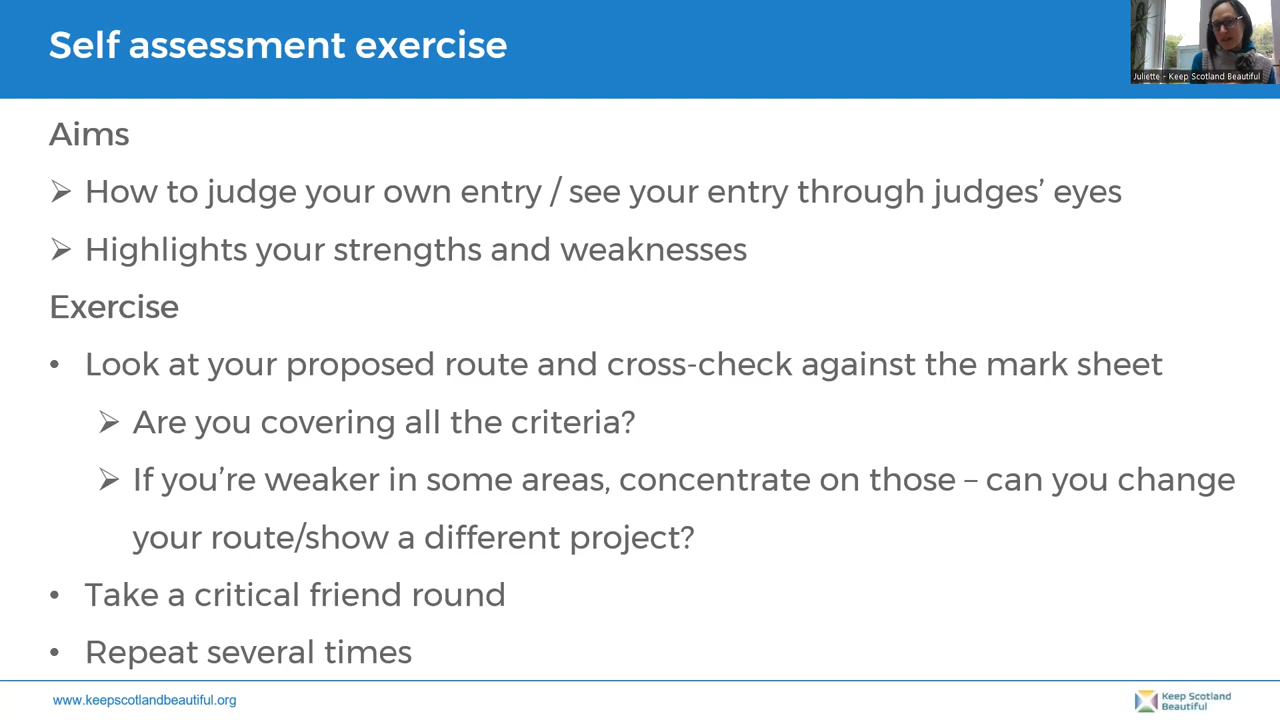 Self assessment exercise
Juliette - Keep Scotland Beautiful
Aims
➢ How to judge your own entry / see your entry through judges’ eyes
➢ Highlights your strengths and weaknesses
Exercise
• Look at your proposed route and cross-check against the mark sheet
➢ Are you covering all the criteria?
➢ If you’re weaker in some areas, concentrate on those – can you change
your route/show a different project?
• Take a critical friend round
• Repeat several times
www.keepscotlandbeautiful.org
Keep Scotland
Beautiful